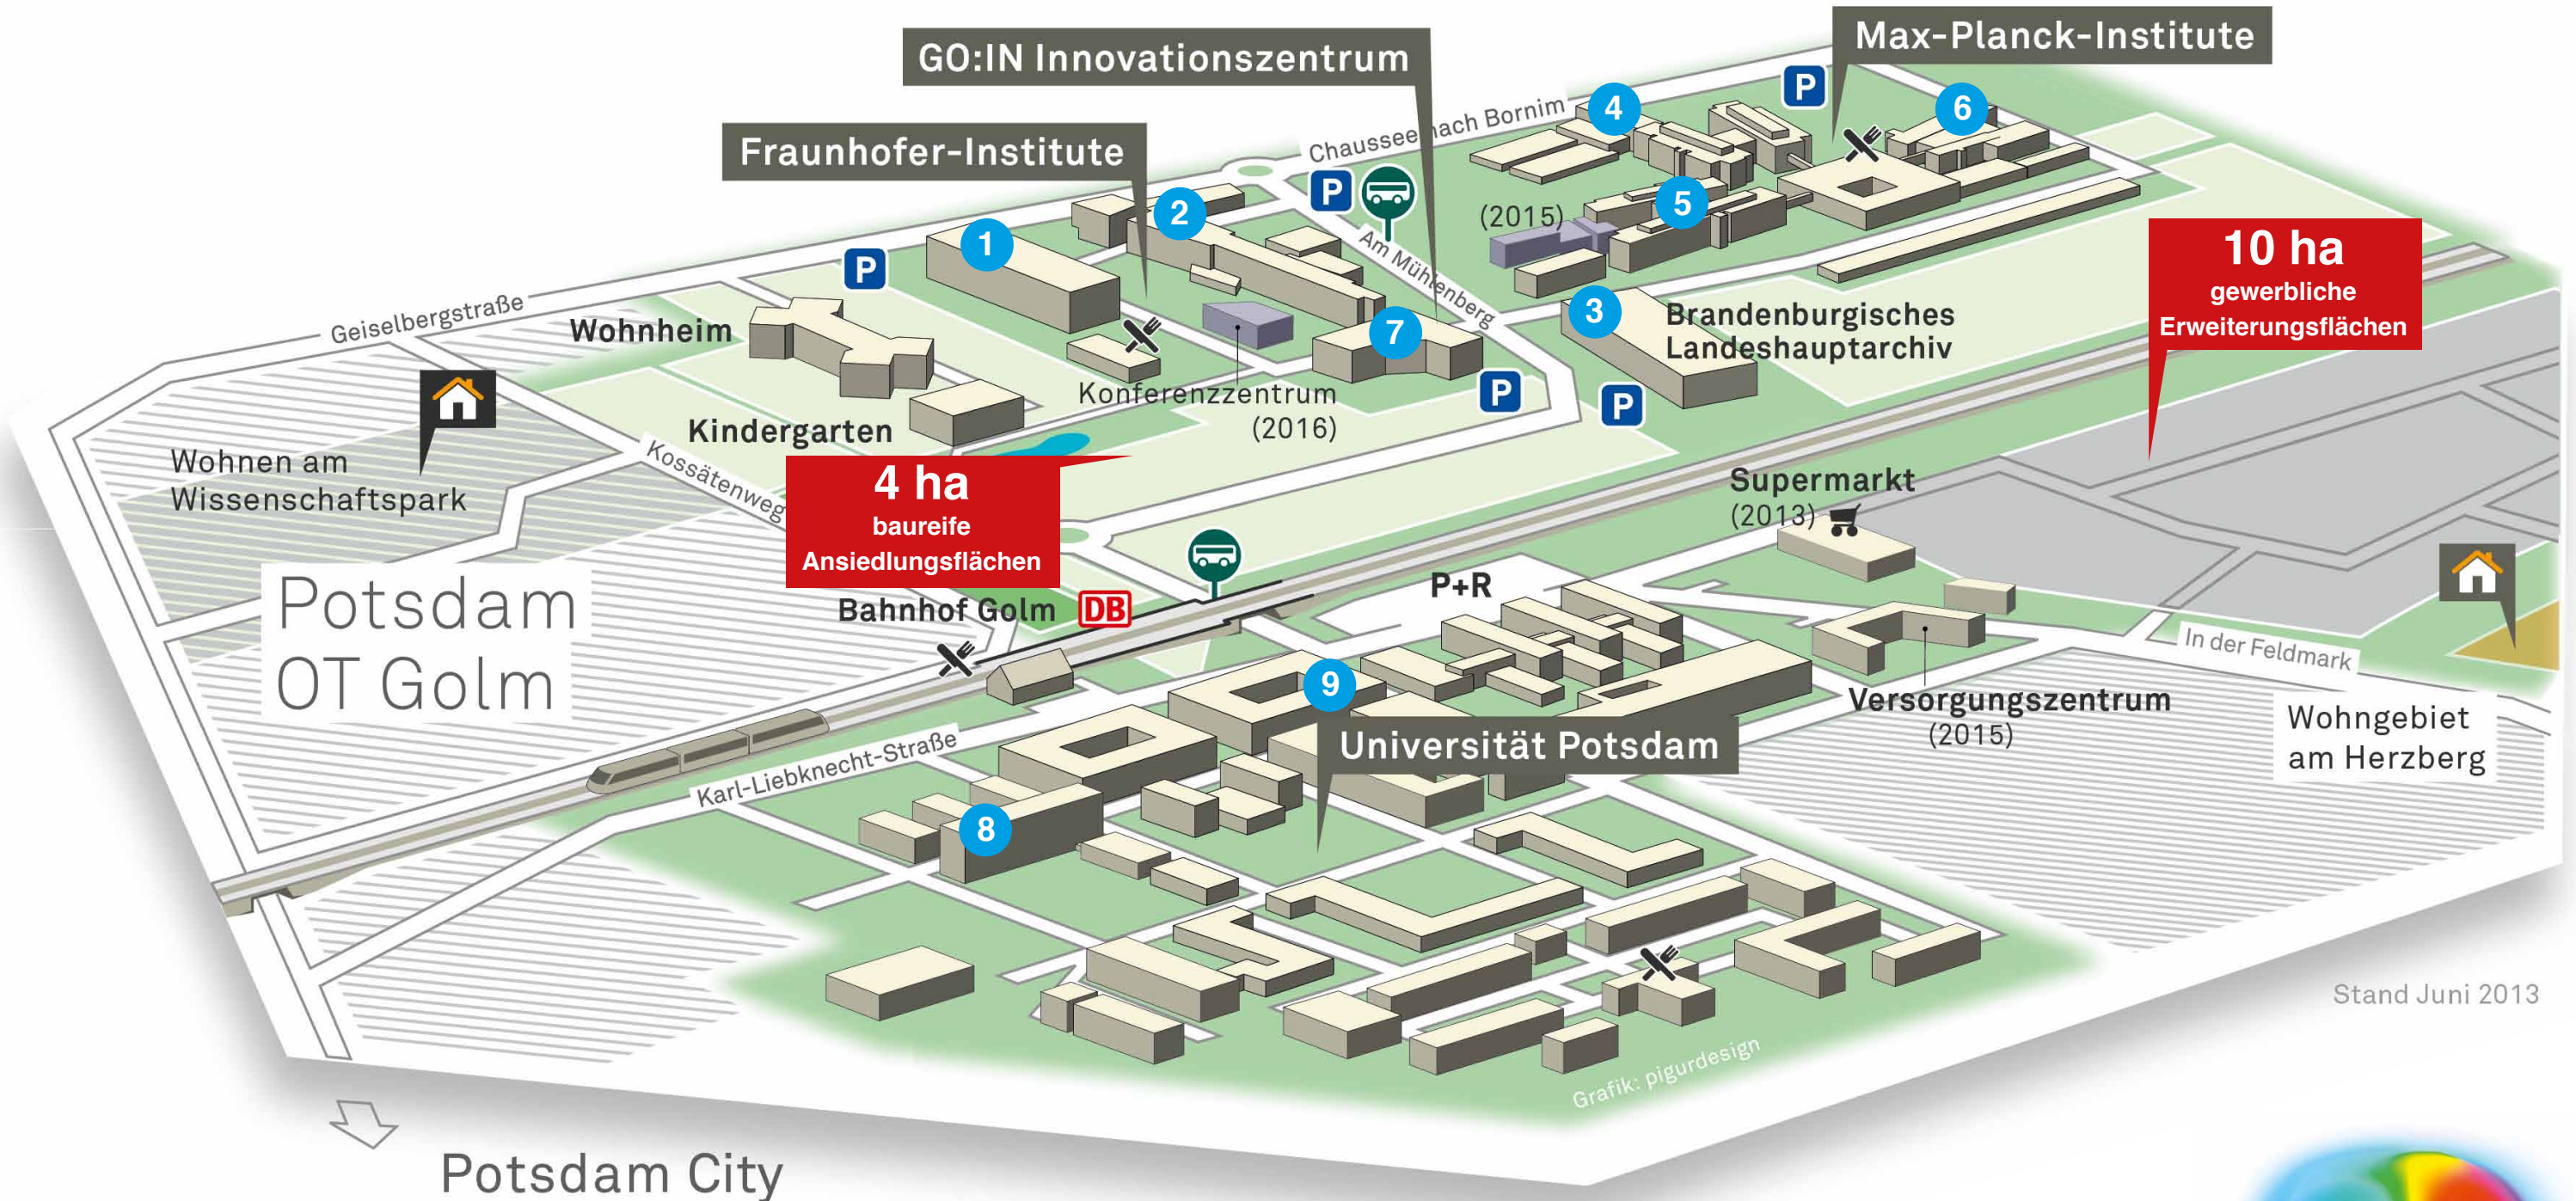 Max-Planck-Institute
GO:IN Innovationszentrum
Fraunhofer-Institute
Chaussee nach Bornim
P
4
6
P
2
5
(2015)
1
P
Am Mühlenberg
10 ha
gewerbliche
Erweiterungsflächen
Geiselbergstraße
Wohnheim
3
Brandenburgisches
Landeshauptarchiv
7
Konferenzzentrum
(2016)
P
P
Kindergarten
Wohnen am
Wissenschaftspark
Kossätenweg
4 ha
baureife
Ansiedlungsflächen
Supermarkt
(2013)
Potsdam
OT Golm
Bahnhof Golm
DB
P+R
In der Feldmark
9
Versorgungszentrum
(2015)
Wohngebiet
am Herzberg
Universität Potsdam
Karl-Liebknecht-Straße
8
Stand Juni 2013
Grafik: pigurdesign
Potsdam City